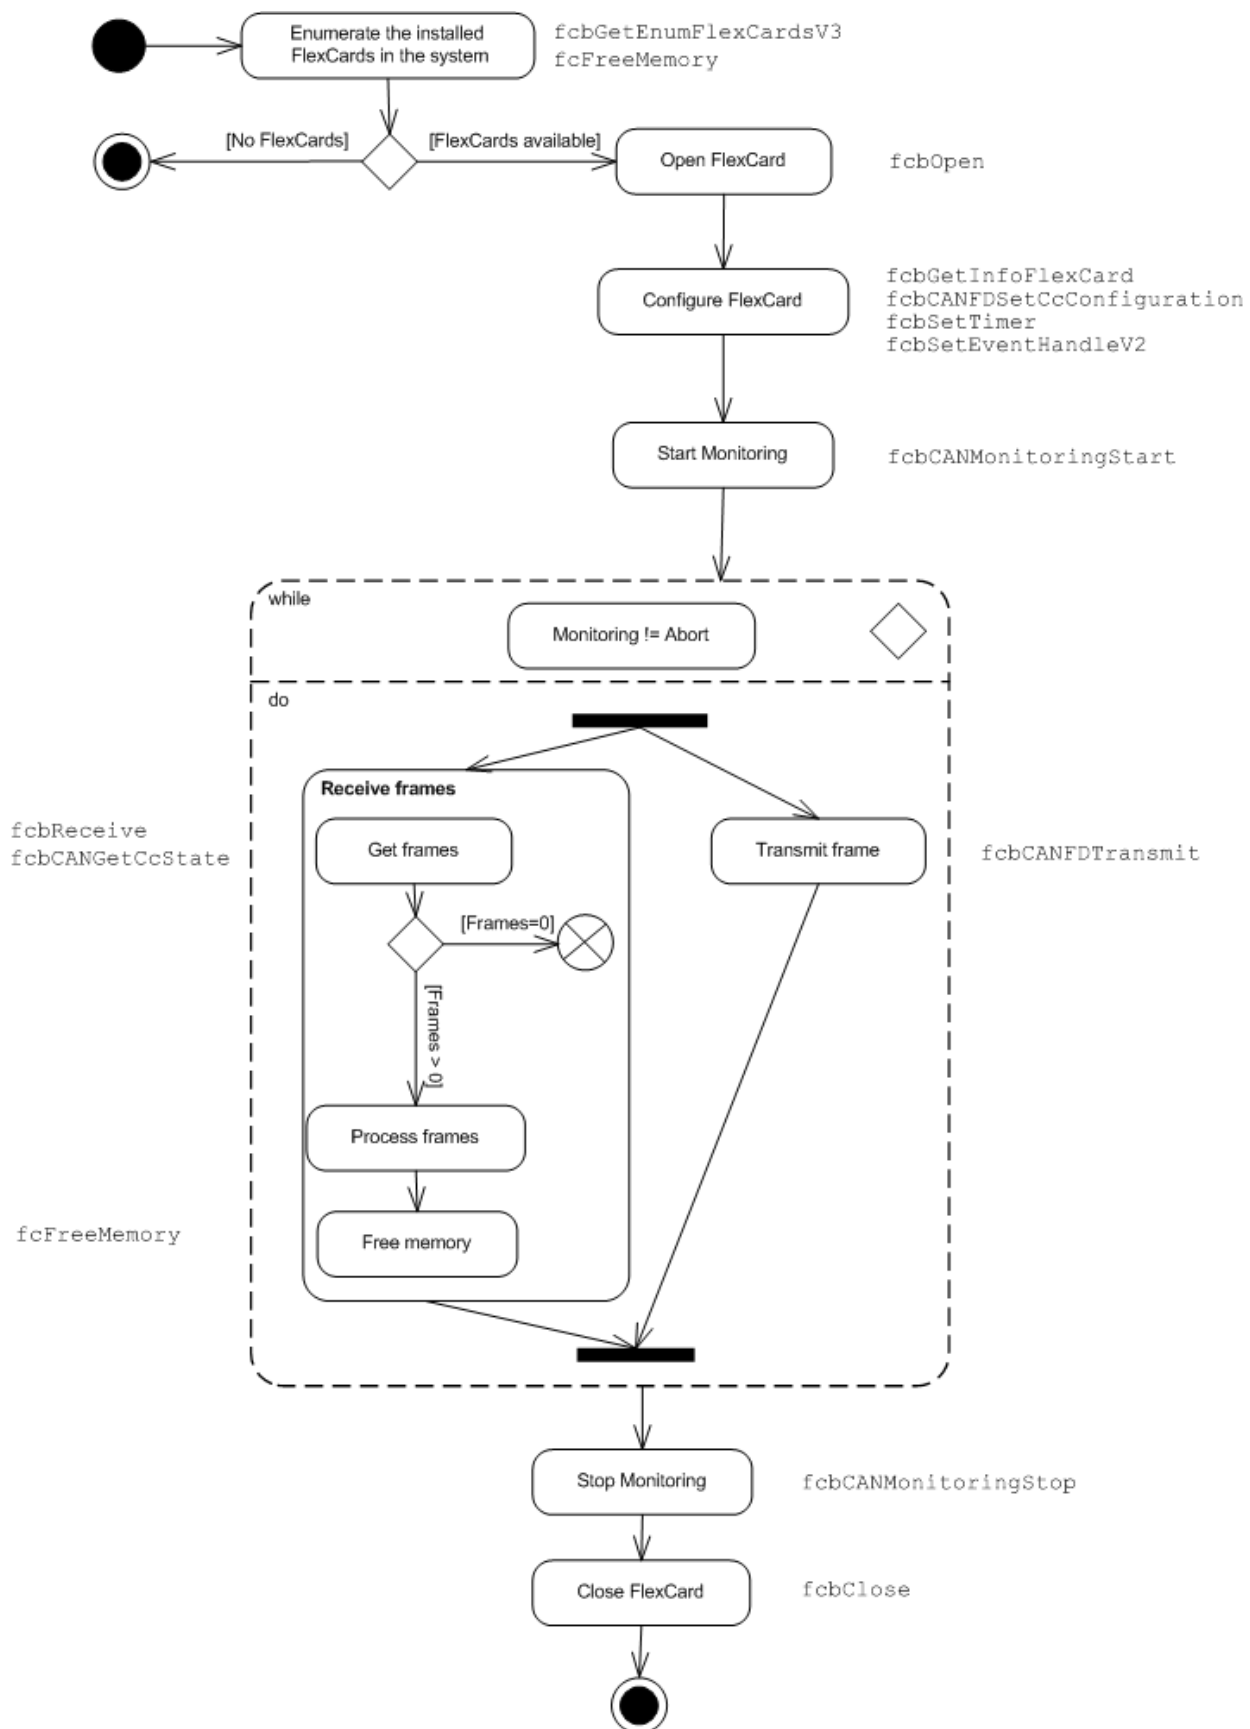 Enumerate the installed
FlexCards in the system
fcbGetEnumFlexCardsV3
fcFreeMemory
[No FlexCards]
[FlexCards available]
Open FlexCard
fcbOpen
Configure FlexCard
fcbGetInfoFlexCard
fcbCANFDSetCcConfiguration
fcbSetTimer
fcbSetEventHandleV2
Start Monitoring
fcbCANMonitoringStart
while
Monitoring != Abort
do
Receive frames
fcbReceive
fcbCANGetCcState
Get frames
Transmit frame
fcbCANFDTransmit
[Frames=0]
[Frames > 0]
Process frames
fcFreeMemory
Free memory
Stop Monitoring
fcbCANMonitoringStop
Close FlexCard
fcbClose